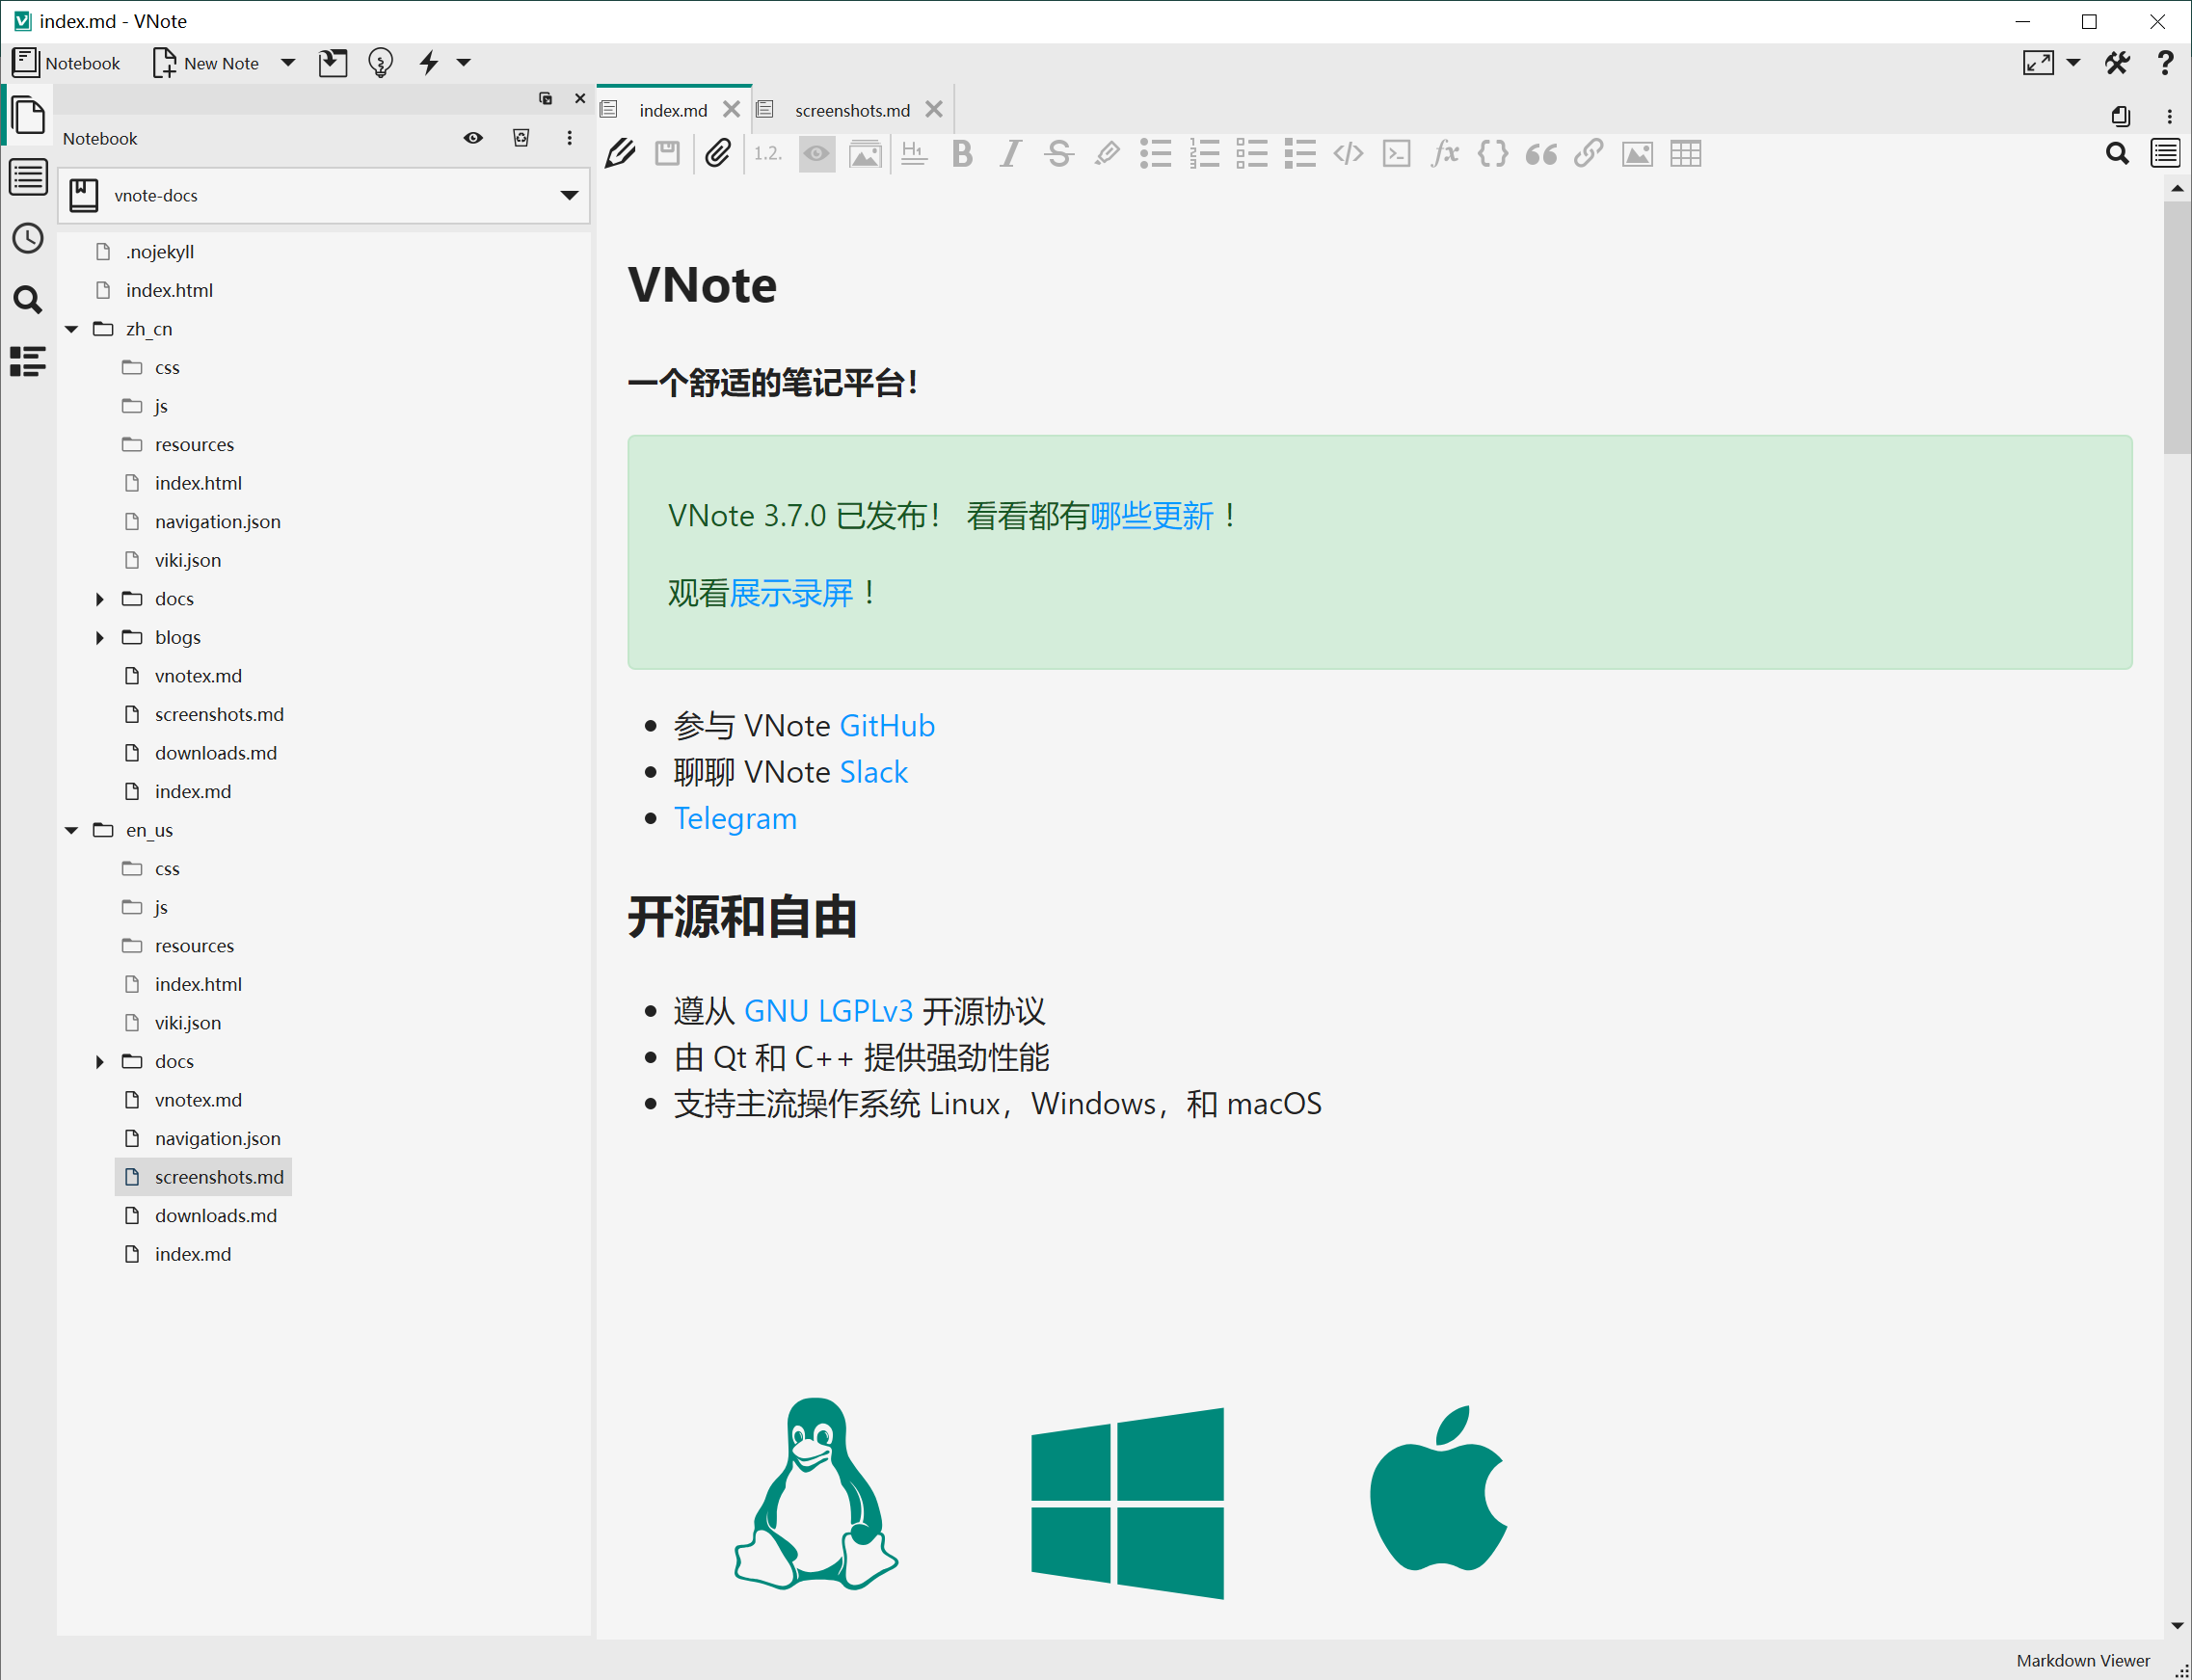 index.md - VNote
Notebook
New Note
Notebook
vnote-docs
.nojekyll
index.html
zh_cn
css
js
resources
index.html
navigation.json
viki.json
docs
blogs
vnotex.md
screenshots.md
downloads.md
index.md
en_us
css
js
resources
index.html
viki.json
docs
vnotex.md
navigation.json
screenshots.md
downloads.md
index.md
index.md
screenshots.md
1.2.
VNote
一个舒适的笔记平台！
VNote 3.7.0 已发布！ 看看都有哪些更新 ！
观看展示录屏 ！
参与 VNote GitHub
聊聊 VNote Slack
Telegram
开源和自由
遵从 GNU LGPLv3 开源协议
由 Qt 和 C++ 提供强劲性能
支持主流操作系统 Linux，Windows，和 macOS
Markdown Viewer